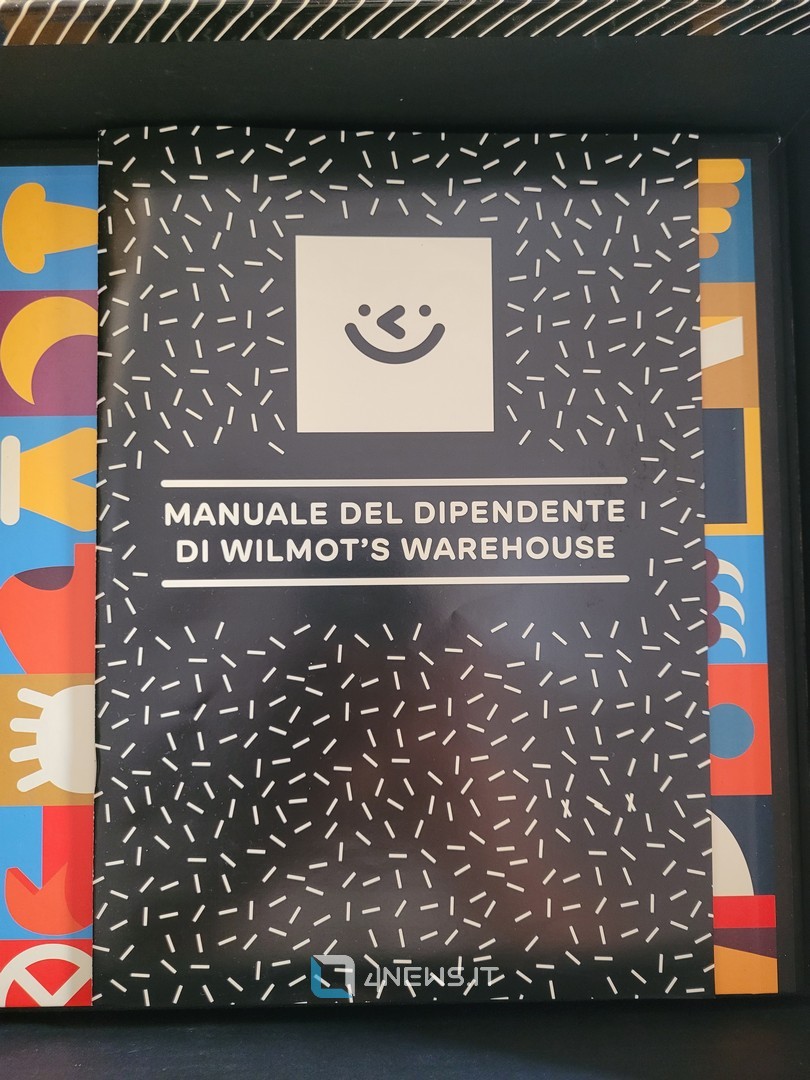 MANUALE DEL DIPENDENTE
DI WILMOT'S WAREHOUSE
4NEWS.IT